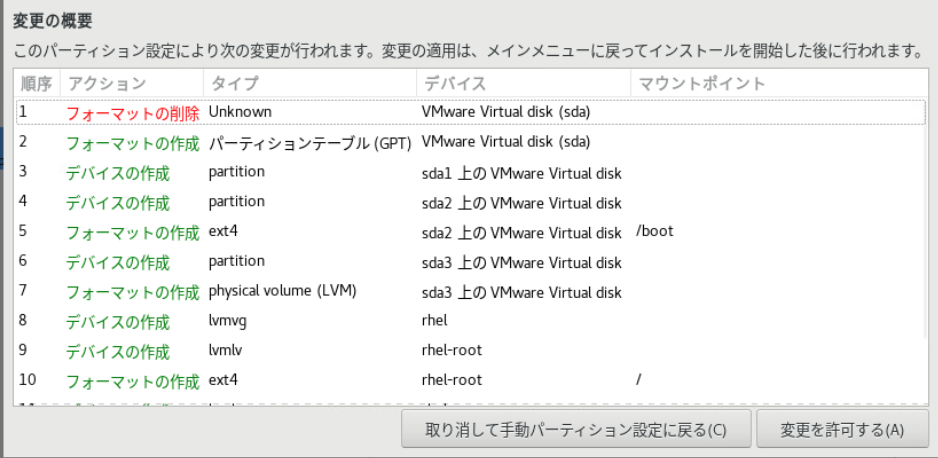 変更の概要
このパーティション設定により次の変更が行われます。変更の適用は、メインメニューに戻ってインストールを開始した後に行われます。
順序 アクション タイプ デバイス マウントポイント
1 フォーマットの削除 Unknown VMware Virtual disk (sda)
2 フォーマットの作成 パーティションテーブル (GPT) VMware Virtual disk (sda)
3 デバイスの作成 partition sda1 上の VMware Virtual disk
4 デバイスの作成 partition sda2 上の VMware Virtual disk
5 フォーマットの作成 ext4 sda2 上の VMware Virtual disk /boot
6 デバイスの作成 partition sda3 上の VMware Virtual disk
7 フォーマットの作成 physical volume (LVM) sda3 上の VMware Virtual disk
8 デバイスの作成 lvmvg rhel
9 デバイスの作成 lvmlv rhel-root
10 フォーマットの作成 ext4 rhel-root /
取り消して手動パーティション設定に戻る(C) 変更を許可する(A)